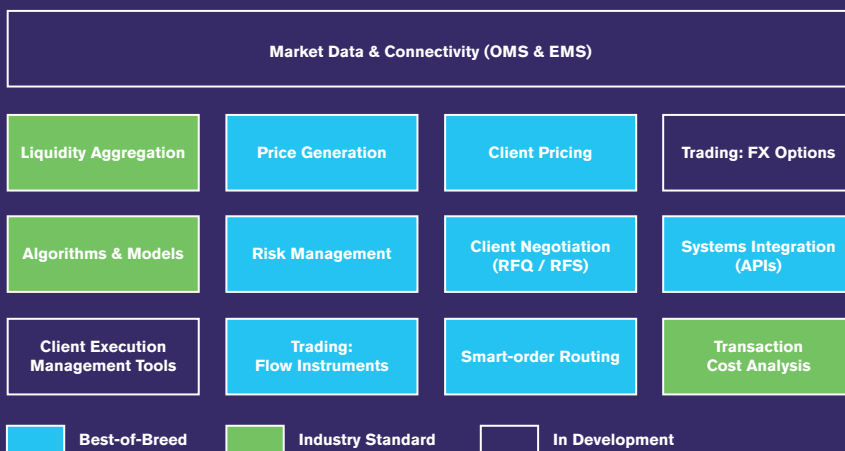 Market Data & Connectivity (OMS & EMS)
Liquidity Aggregation
Price Generation
Client Pricing
Trading: FX Options
Algorithms & Models
Risk Management
Client Negotiation
(RFQ / RFS)
Systems Integration
(APIs)
Client Execution
Management Tools
Trading:
Flow Instruments
Smart-order Routing
Transaction
Cost Analysis
Best-of-Breed
Industry Standard
In Development